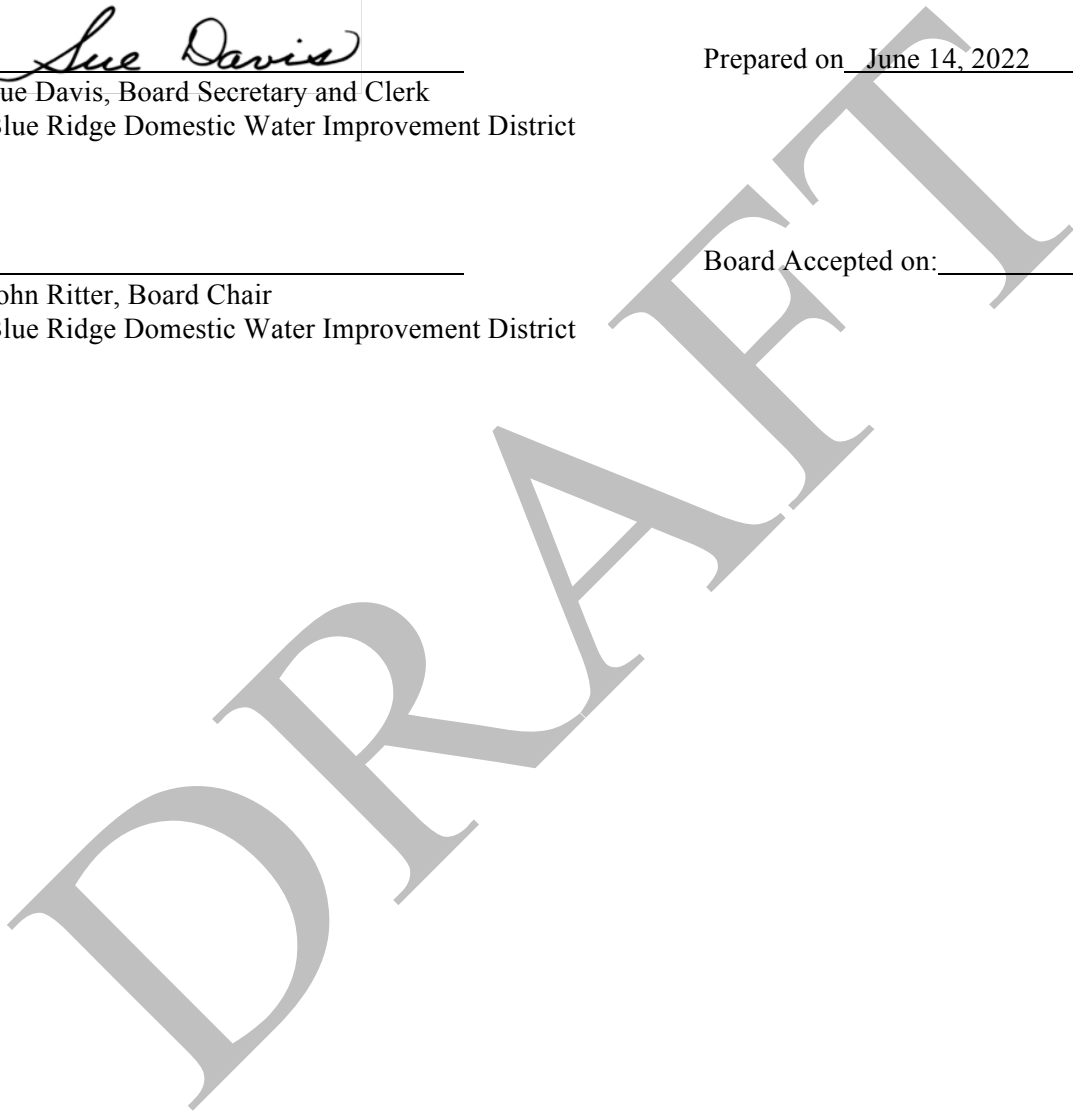 Sue Davis
Prepared on June 14, 2022
ue Davis, Board Secretary and Clerk
lue Ridge Domestic Water Improvement District
Board Accepted on:
ohn Ritter, Board Chair
lue Ridge Domestic Water Improvement District
DRAFT